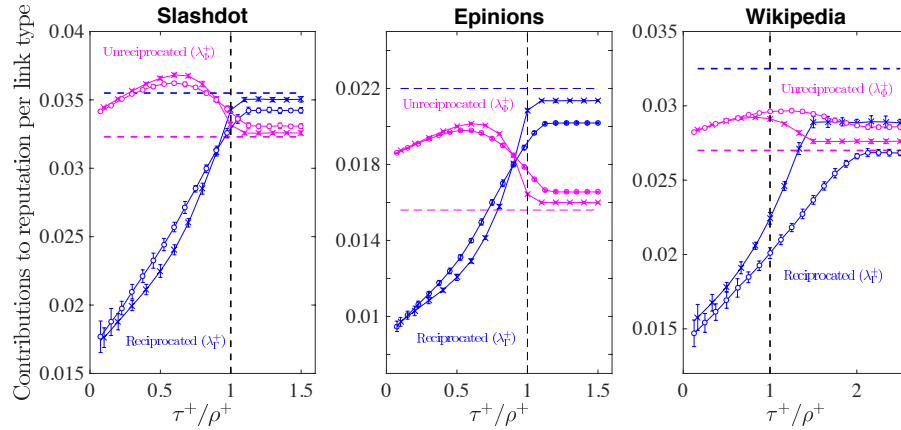 Slashdot
Epinions
Wikipedia
Contributions to reputation per link type
0.04
0.035
0.03
0.025
0.02
0.015
0
0.5
1
1.5
τ⁺/ρ⁺
Unreciprocated (λ⁺)
Reciprocated (λ⁺)
0.022
0.018
0.014
0.01
0
0.5
1
1.5
τ⁺/ρ⁺
Unreciprocated (λ⁺)
Reciprocated (λ⁺)
0.035
0.03
0.025
0.02
0.015
0
1
2
τ⁺/ρ⁺
Unreciprocated (λ⁺)
Reciprocated (λ⁺)